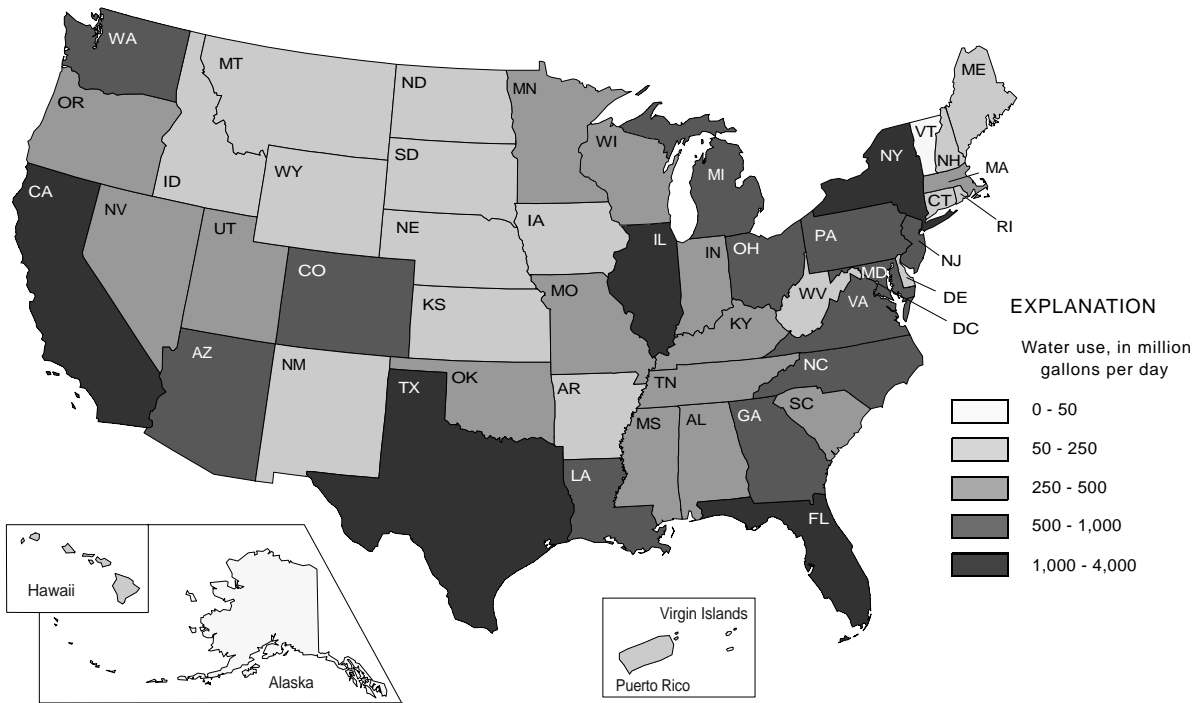 WA
MT
ND
MN
ME
OR
VT
WI
NY
SD
NH
WY
MI
MA
ID
CA
CT
NV
IA
RI
UT
NE
PA
IL
OH
IN
NJ
CO
MD
MO
WV
DE
KS
VA
KY
DC
AZ
NC
NM
TN
OK
TX
AR
SC
GA
MS
AL
LA
FL
EXPLANATION
Water use, in million
gallons per day
0 - 50
50 - 250
250 - 500
500 - 1,000
1,000 - 4,000
Hawaii
Alaska
Virgin Islands
Puerto Rico